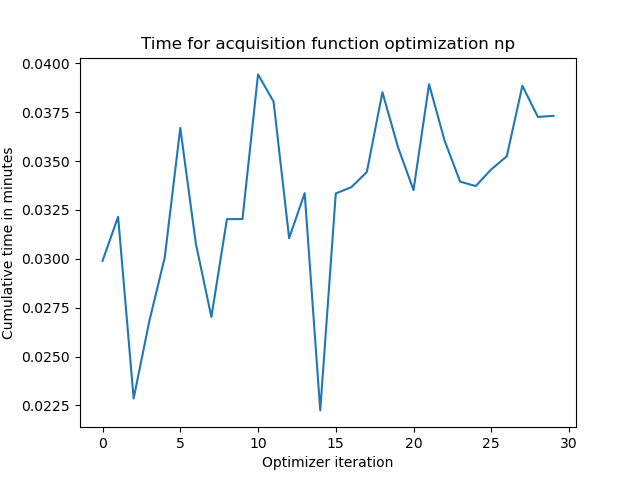 Time for acquisition function optimization np
Cumulative time in minutes
0.0400
0.0375
0.0350
0.0325
0.0300
0.0275
0.0250
0.0225
0 5 10 15 20 25 30
Optimizer iteration